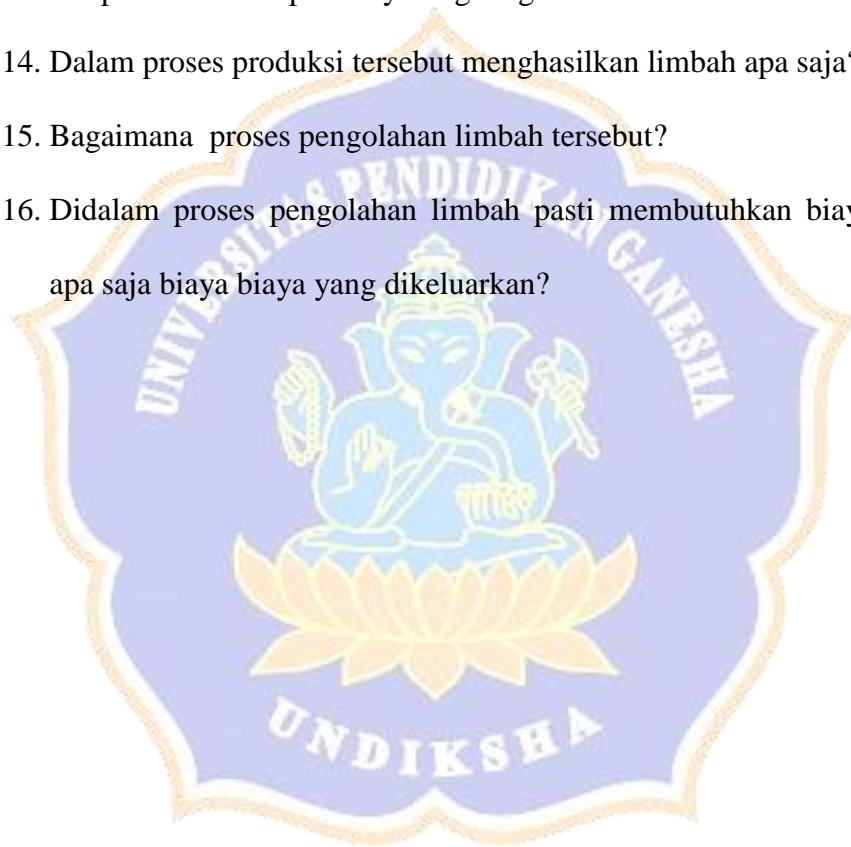 14. Dalam proses produksi tersebut menghasilkan limbah apa saja?
15. Bagaimana proses pengolahan limbah tersebut?
16. Didalam proses pengolahan limbah pasti membutuhkan
apa saja biaya biaya yang dikeluarkan?
UNIVERSITAS PENDIDIKAN GANESHA
UNDIKSHA